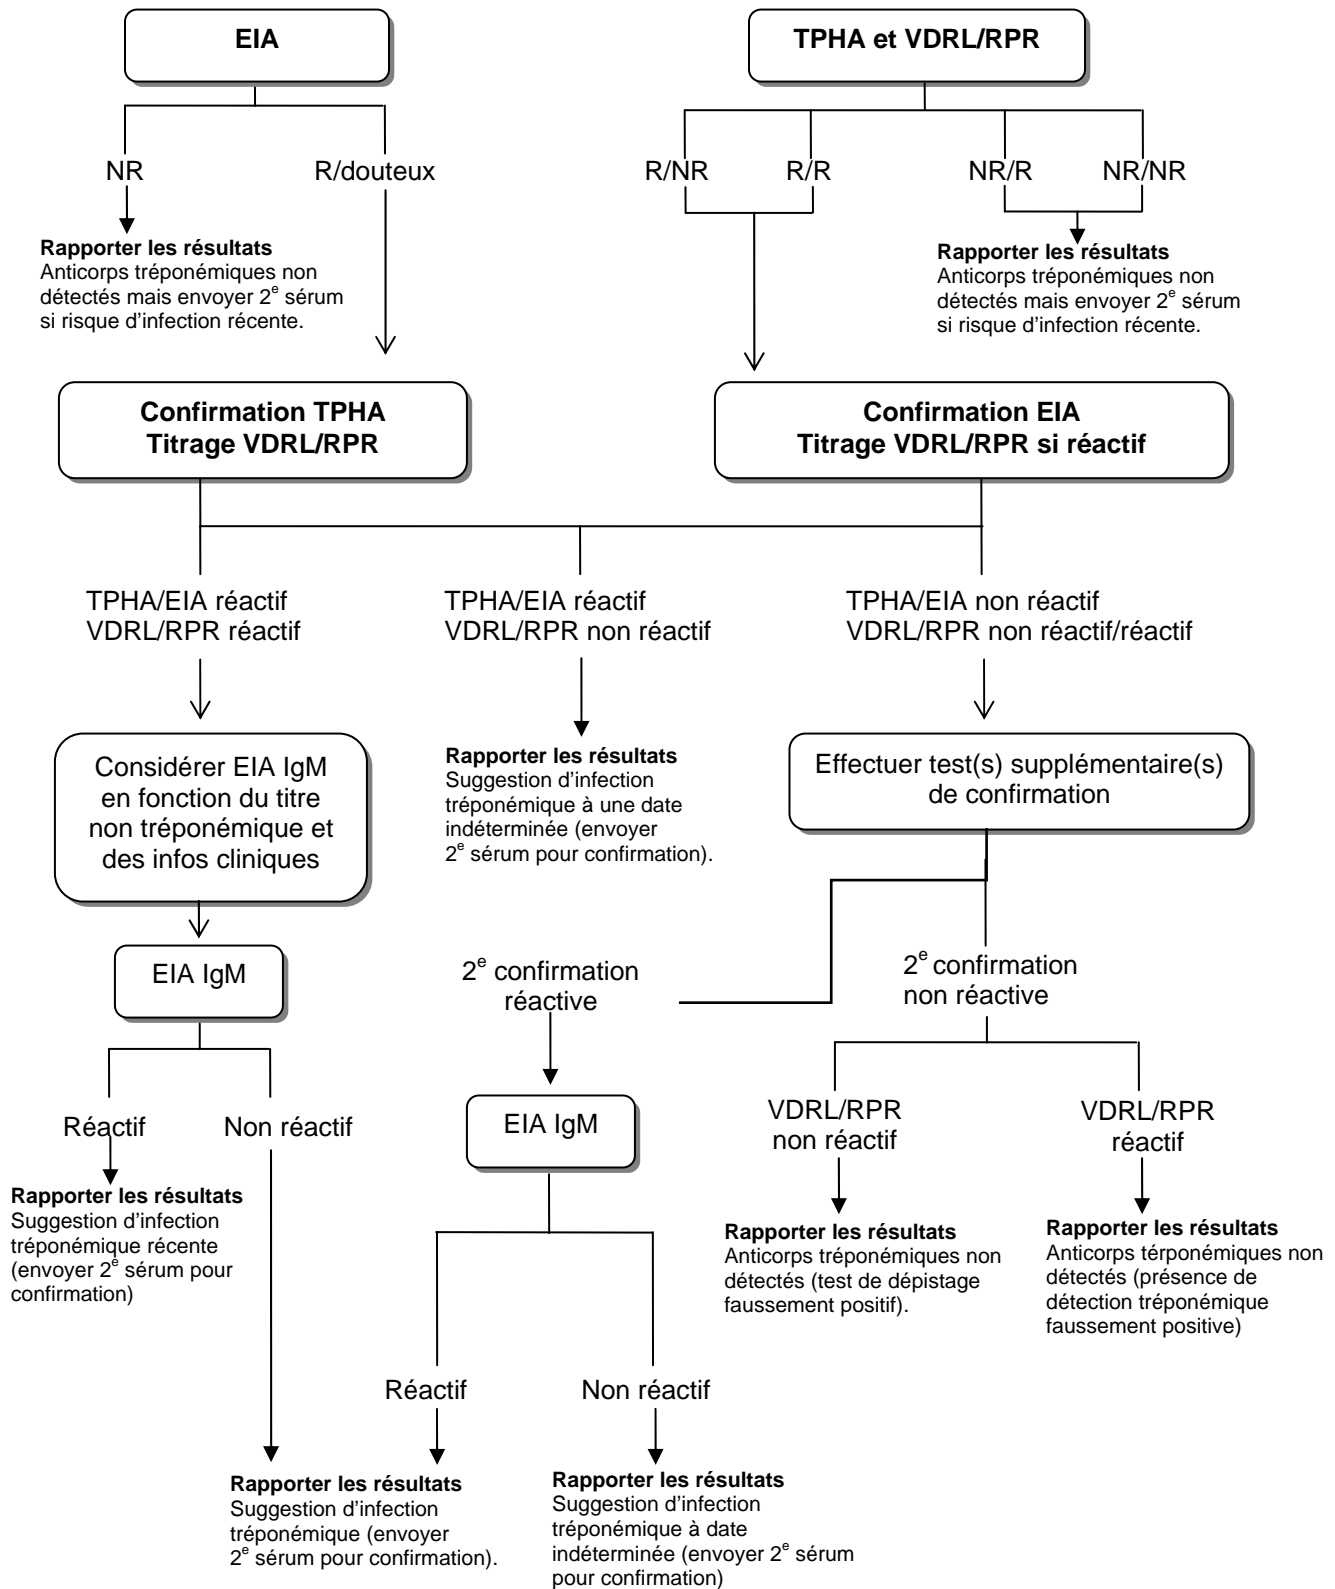 EIA
TPHA et VDRL/RPR
NR
R/douteux
R/NR
R/R
NR/R
NR/NR
Rapporter les résultats
Anticorps tréponémiques non
détectés mais envoyer 2e sérum
si risque d’infection récente.
Rapporter les résultats
Anticorps tréponémiques non
détectés mais envoyer 2e sérum
si risque d’infection récente.
Confirmation TPHA
Titrage VDRL/RPR
Confirmation EIA
Titrage VDRL/RPR si réactif
TPHA/EIA réactif
VDRL/RPR réactif
TPHA/EIA réactif
VDRL/RPR non réactif
TPHA/EIA non réactif
VDRL/RPR non réactif/réactif
Considérer EIA IgM
en fonction du titre
non tréponémique et
des infos cliniques
Rapporter les résultats
Suggestion d’infection
tréponémique à une date
indéterminée (envoyer
2e sérum pour confirmation).
Effectuer test(s) supplémentaire(s)
de confirmation
EIA IgM
2e confirmation
réactive
2e confirmation
non réactive
Réactif
Non réactif
EIA IgM
VDRL/RPR
non réactif
VDRL/RPR
réactif
Rapporter les résultats
Suggestion d’infection
tréponémique récente
(envoyer 2e sérum pour
confirmation)
Rapporter les résultats
Anticorps tréponémiques non
détectés (test de dépistage
faussement positif).
Rapporter les résultats
Anticorps térponémiques non
détectés (présence de
détection tréponémique
faussement positive)
Réactif
Non réactif
Rapporter les résultats
Suggestion d’infection
tréponémique (envoyer
2e sérum pour confirmation).
Rapporter les résultats
Suggestion d’infection
tréponémique à date
indéterminée (envoyer 2e sérum
pour confirmation)